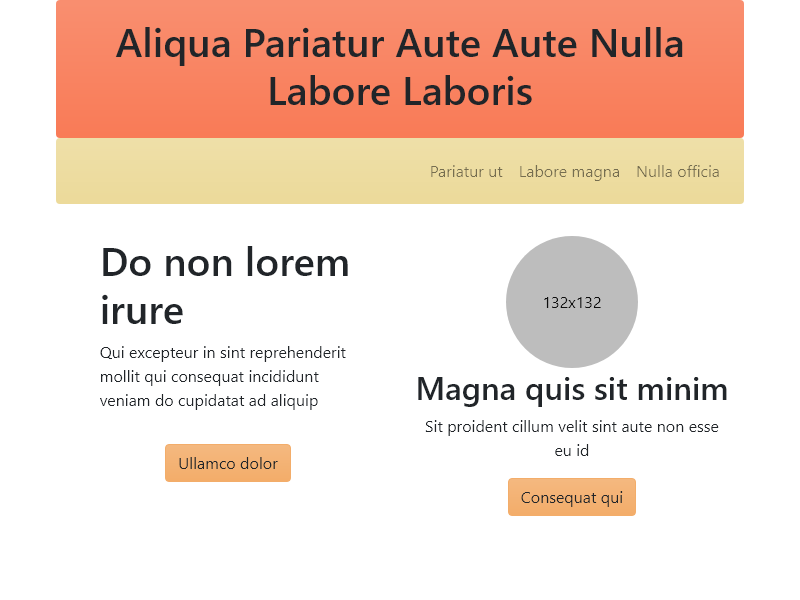 Aliqua Pariatur Aute Aute Nulla
Labore Laboris
Pariatur ut Labore magna Nulla officia
Do non lorem
irure
Qui excepteur in sint reprehenderit
mollit qui consequat incididunt
veniam do cupidatat ad aliquip
Ullamco dolor
132x132
Magna quis sit minim
Sit proident cillum velit sint aute non esse
eu id
Consequat qui